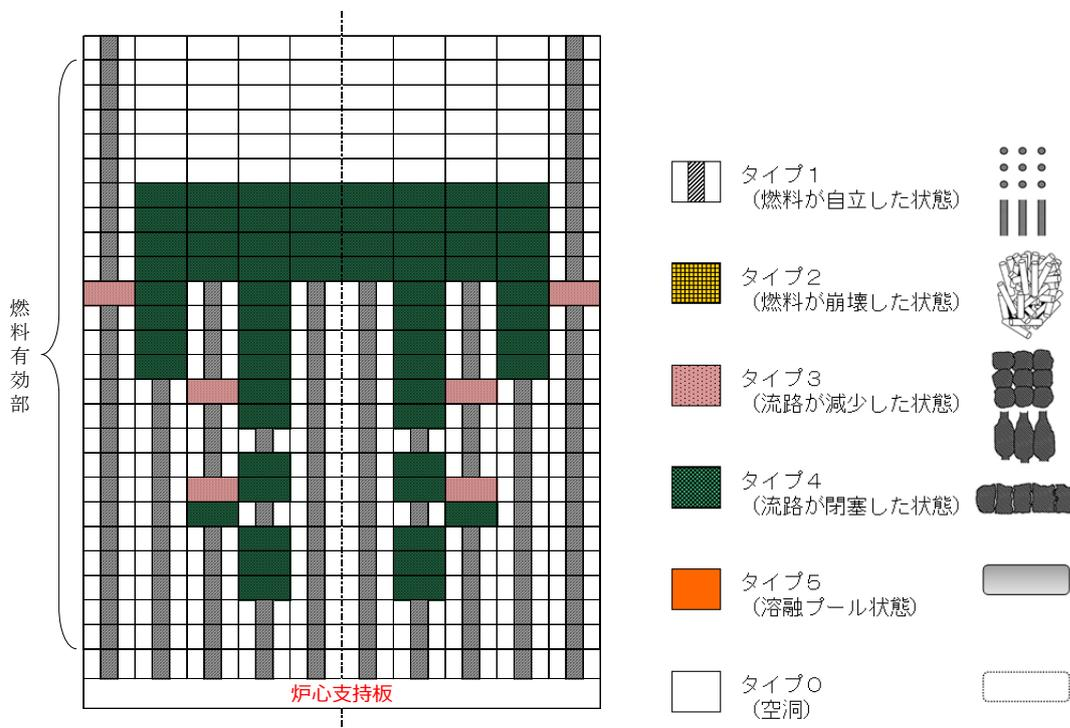 燃料有効部
炉心支持板
タイプ1
（燃料が自立した状態）
タイプ2
（燃料が崩壊した状態）
タイプ3
（流路が減少した状態）
タイプ4
（流路が閉塞した状態）
タイプ5
（溶融プール状態）
タイプ0
（空洞）